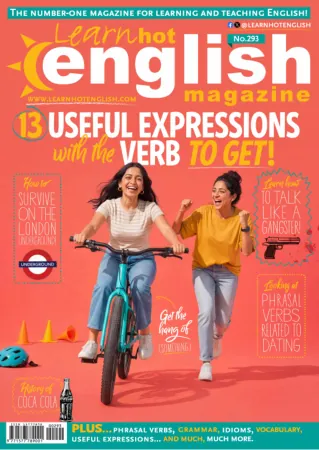 THE NUMBER-ONE MAGAZINE FOR LEARNING AND TEACHING ENGLISH!
@LEARNHOTENGLISH
Learn hot
No.293
english
magazine
WWW.LEARNHOTENGLISH.COM
13 USEFUL EXPRESSIONS
with the VERB TO GET!
How to
SURVIVE
ON THE
LONDON
UNDERGROUND
UNDERGROUND
Learn how
TO TALK
LIKE A
GANGSTER!
Looking at
PHRASAL
VERBS
RELATED TO
DATING
Get the
hang of
(SOMETHING)
History of
COCA COLA
Coca-Cola
PLUS... PHRASAL VERBS, GRAMMAR, IDIOMS, VOCABULARY,
USEFUL EXPRESSIONS... AND MUCH, MUCH MORE.